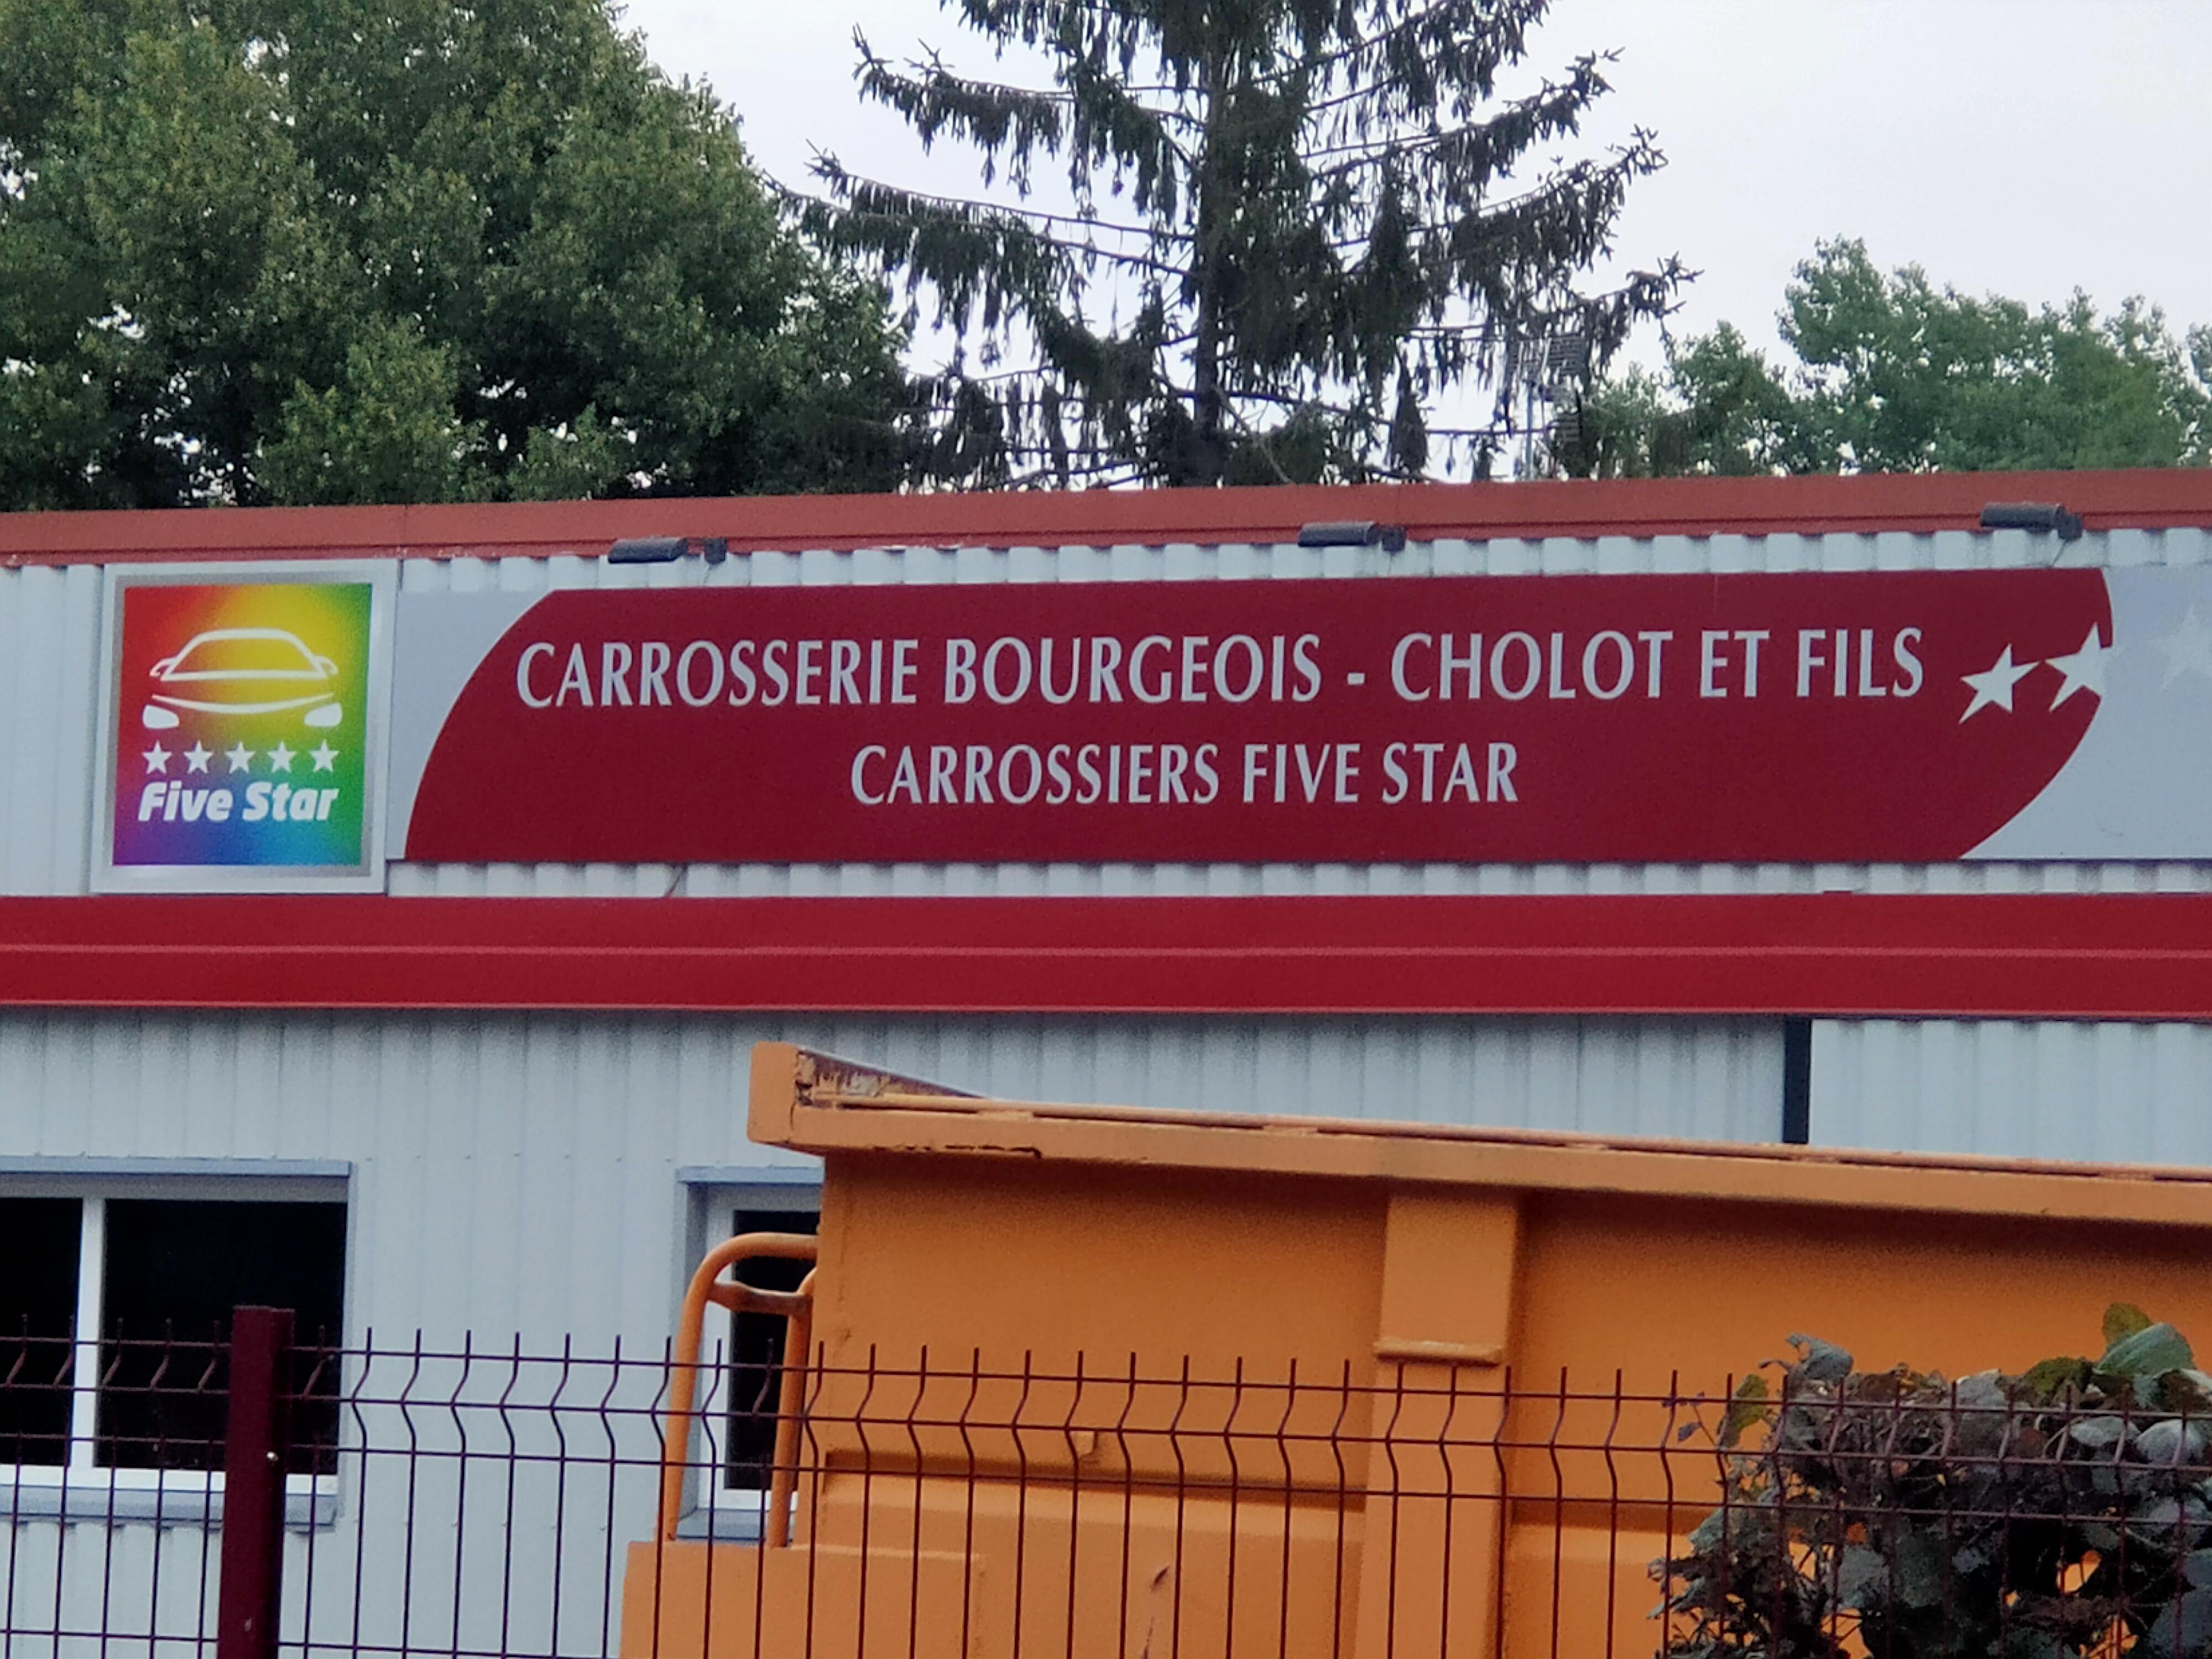 CARROSSERIE BOURGEOIS - CHOLOT ET FILS
CARROSSIERS FIVE STAR
Five Star